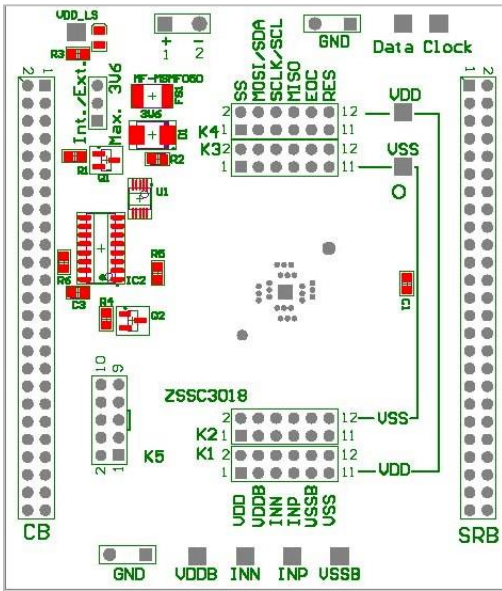 VDD_LS
R3
+ -
1 2
GND
Data Clock
2 1
Int./Ext.
Max. 3V6
MF-MSMF050
FS1
3V6
D1
R2
R1
Q1
U1
SS
MOSI/SDA
SCLK/SCL
MISO
EOC
RES
2 12
1 K4 11
2 K3 12
1 11
VDD
VSS
2 1
R6
R5
IC2
C3
R4
Q2
C1
10 9
2 1
K5
ZSSC3018
2 12 VSS
1 K2 11
2 K1 12
1 11 VDD
VDD
VDDB
INN
INP
VSSB
VSS
CB
SRB
GND
VDDB INN INP VSSB